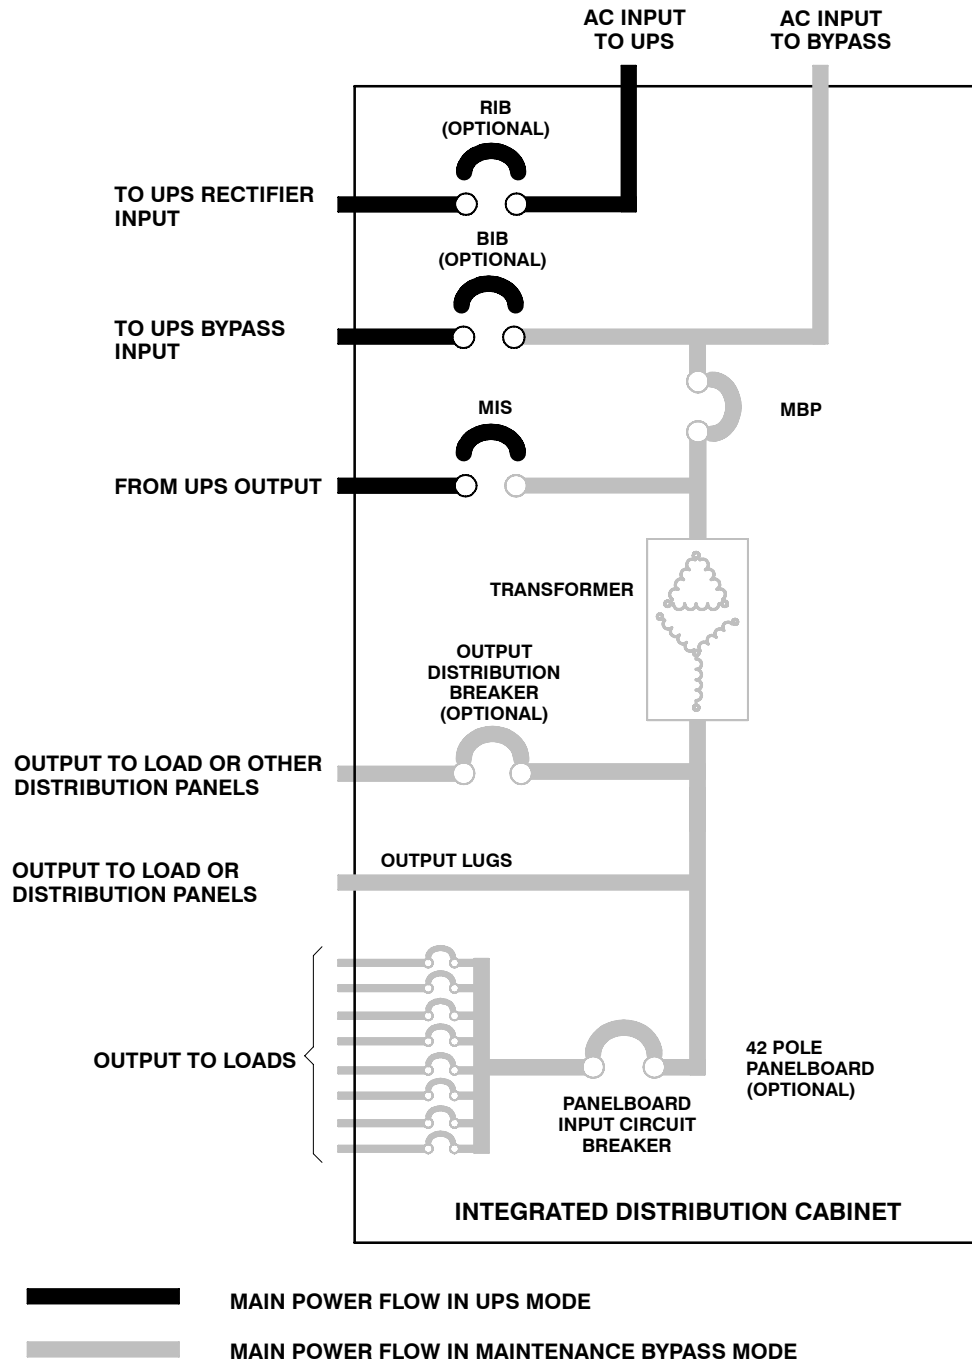 AC INPUT
TO UPS
AC INPUT
TO BYPASS
RIB
(OPTIONAL)
TO UPS RECTIFIER
INPUT
BIB
(OPTIONAL)
TO UPS BYPASS
INPUT
MIS
MBP
FROM UPS OUTPUT
TRANSFORMER
OUTPUT
DISTRIBUTION
BREAKER
(OPTIONAL)
OUTPUT TO LOAD OR OTHER
DISTRIBUTION PANELS
OUTPUT LUGS
OUTPUT TO LOAD OR
DISTRIBUTION PANELS
OUTPUT TO LOADS
42 POLE
PANELBOARD
(OPTIONAL)
PANELBOARD
INPUT CIRCUIT
BREAKER
INTEGRATED DISTRIBUTION CABINET
MAIN POWER FLOW IN UPS MODE
MAIN POWER FLOW IN MAINTENANCE BYPASS MODE